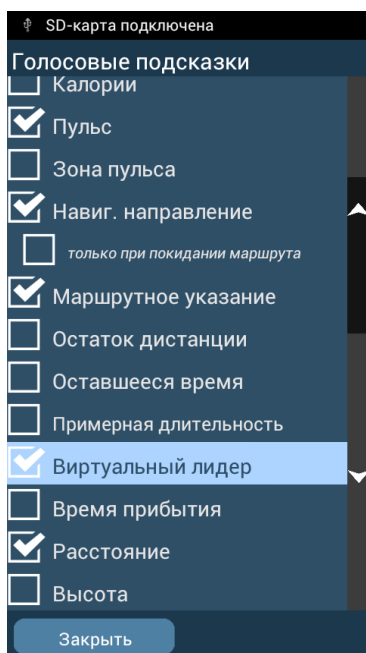 SD-карта подключена
Голосовые подсказки
Калории
Пульс
Зона пульса
Навиг. направление
только при покидании маршрута
Маршрутное указание
Остаток дистанции
Оставшееся время
Примерная длительность
Виртуальный лидер
Время прибытия
Расстояние
Высота
Закрыть